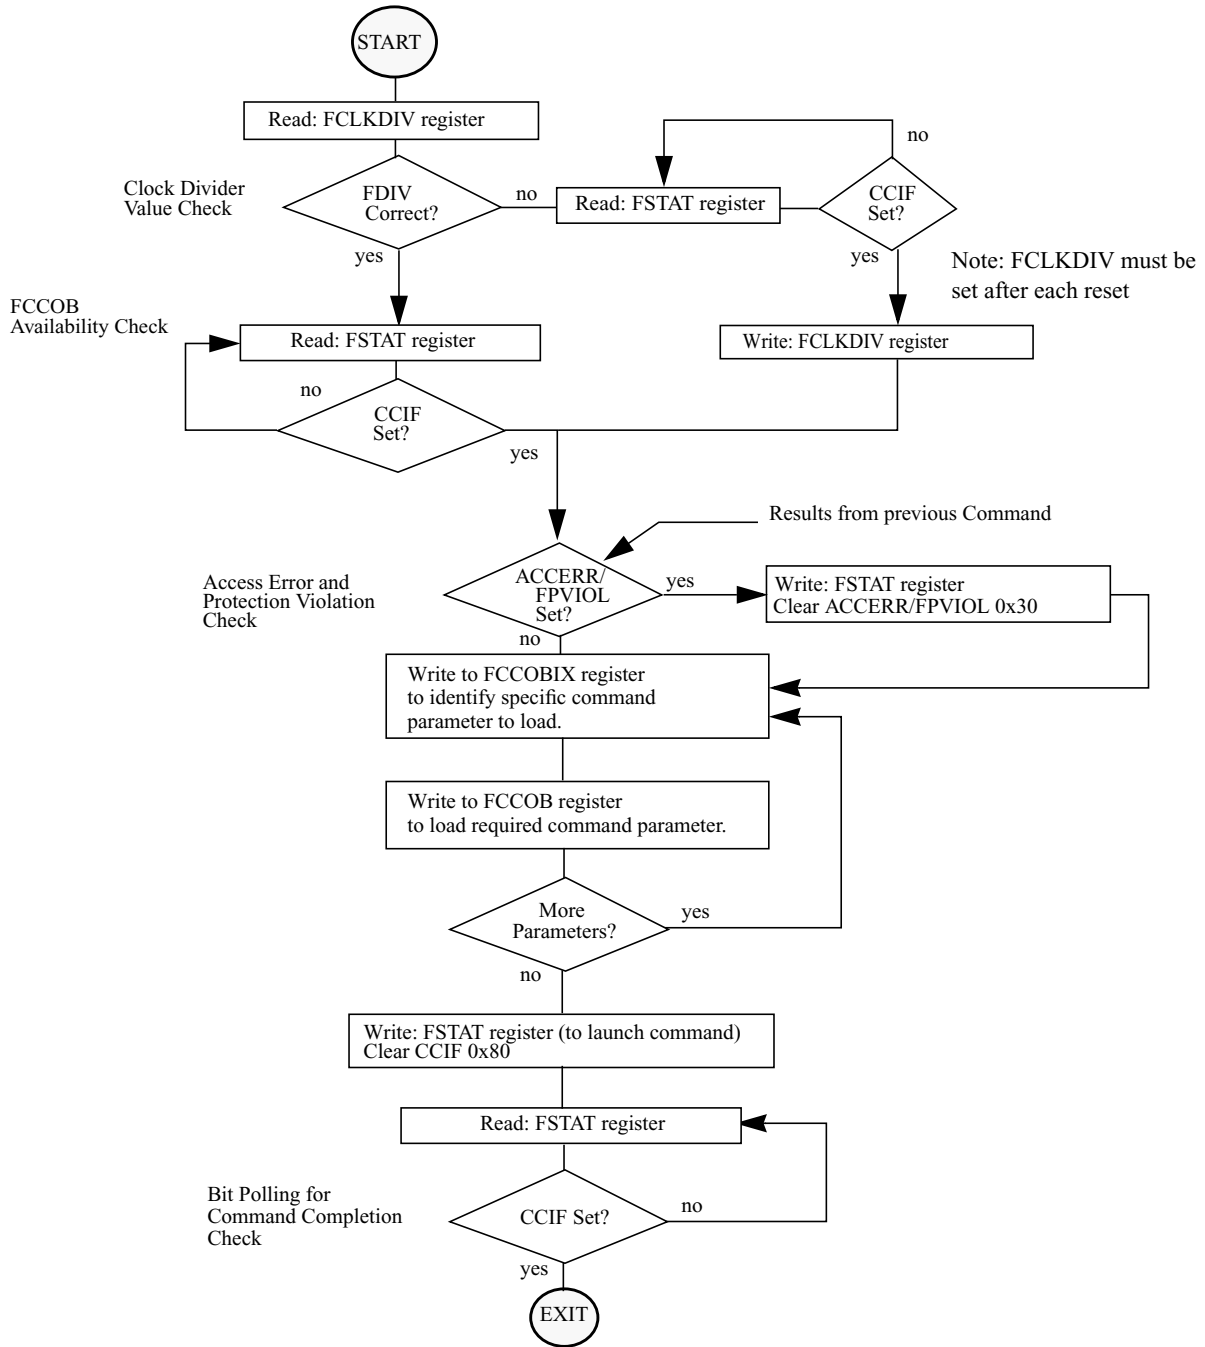 START
Read: FCLKDIV register
Clock Divider
Value Check
FDIV
Correct?
no
Read: FSTAT register
CCIF
Set?
no
yes
yes
Note: FCLKDIV must be
set after each reset
FCCOB
Availability Check
Read: FSTAT register
Write: FCLKDIV register
no
CCIF
Set?
yes
Results from previous Command
Access Error and
Protection Violation
Check
ACCERR/
FPVIOL
Set?
yes
Write: FSTAT register
Clear ACCERR/FPVIOL 0x30
no
Write to FCCOBIX register
to identify specific command
parameter to load.
Write to FCCOB register
to load required command parameter.
More
Parameters?
yes
no
Write: FSTAT register (to launch command)
Clear CCIF 0x80
Read: FSTAT register
Bit Polling for
Command Completion
Check
CCIF Set?
no
yes
EXIT